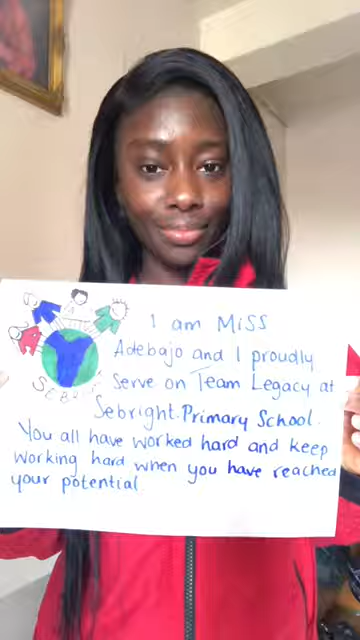 SEBR
I am MiSS
Adebajo and I proudly
Serve on Team Legacy at
Sebright.Primary School.
You all have worked hard and keep
working hard when you have reached
your potential